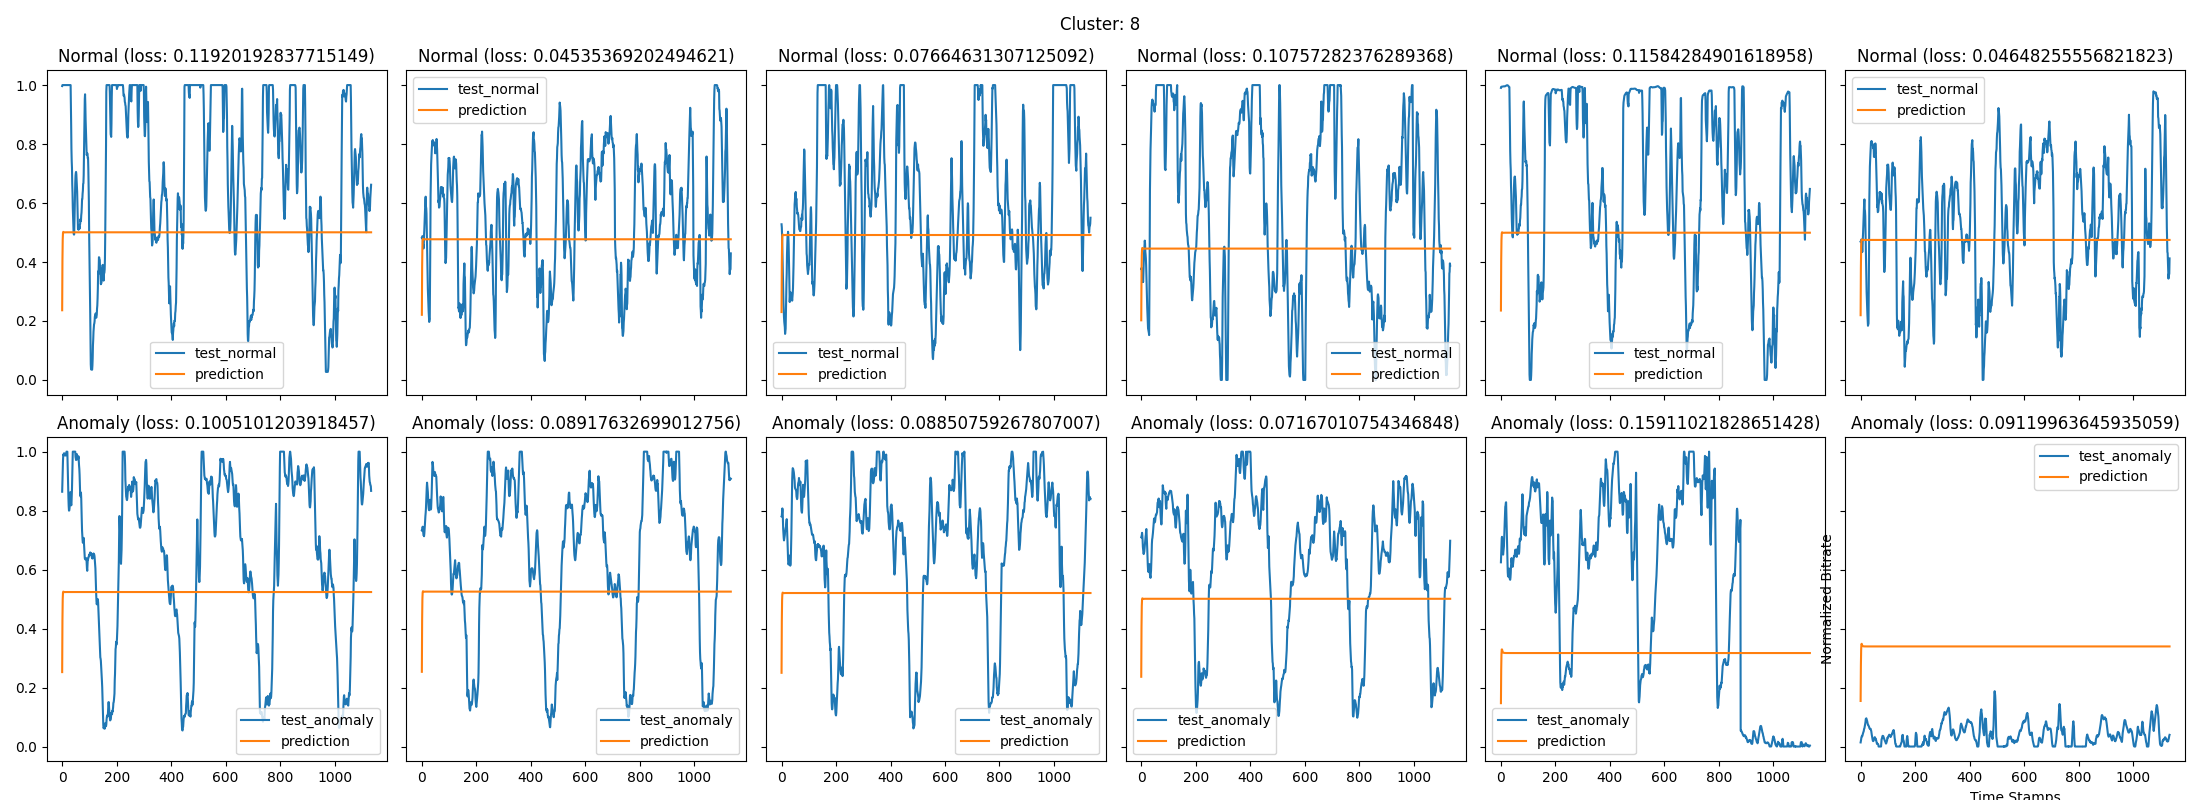 Cluster: 8
Normal (loss: 0.119201928377151​49)
Normal (loss: 0.045353692024946​21)
Normal (loss: 0.07664631307125092)
Normal (loss: 0.10757282376289368)
Normal (loss: 0.11584284901618958)
Normal (loss: 0.04648255556821823)
1.0
0.8
0.6
0.4
0.2
0.0
test_normal
prediction
test_normal
prediction
test_normal
prediction
test_normal
prediction
test_normal
prediction
test_normal
prediction
Anomaly (loss: 0.1005101203918457)
Anomaly (loss: 0.08917632699012756)
Anomaly (loss: 0.08850759267807007)
Anomaly (loss: 0.07167010754346848)
Anomaly (loss: 0.15911021828651428)
Anomaly (loss: 0.09119963645935059)
1.0
0.8
0.6
0.4
0.2
0.0
test_anomaly
prediction
test_anomaly
prediction
test_anomaly
prediction
test_anomaly
prediction
test_anomaly
prediction
test_anomaly
prediction
Normalized Bitrate
0 200 400 600 800 1000
0 200 400 600 800 1000
0 200 400 600 800 1000
0 200 400 600 800 1000
0 200 400 600 800 1000
0 200 400 600 800 1000
Time Stamps